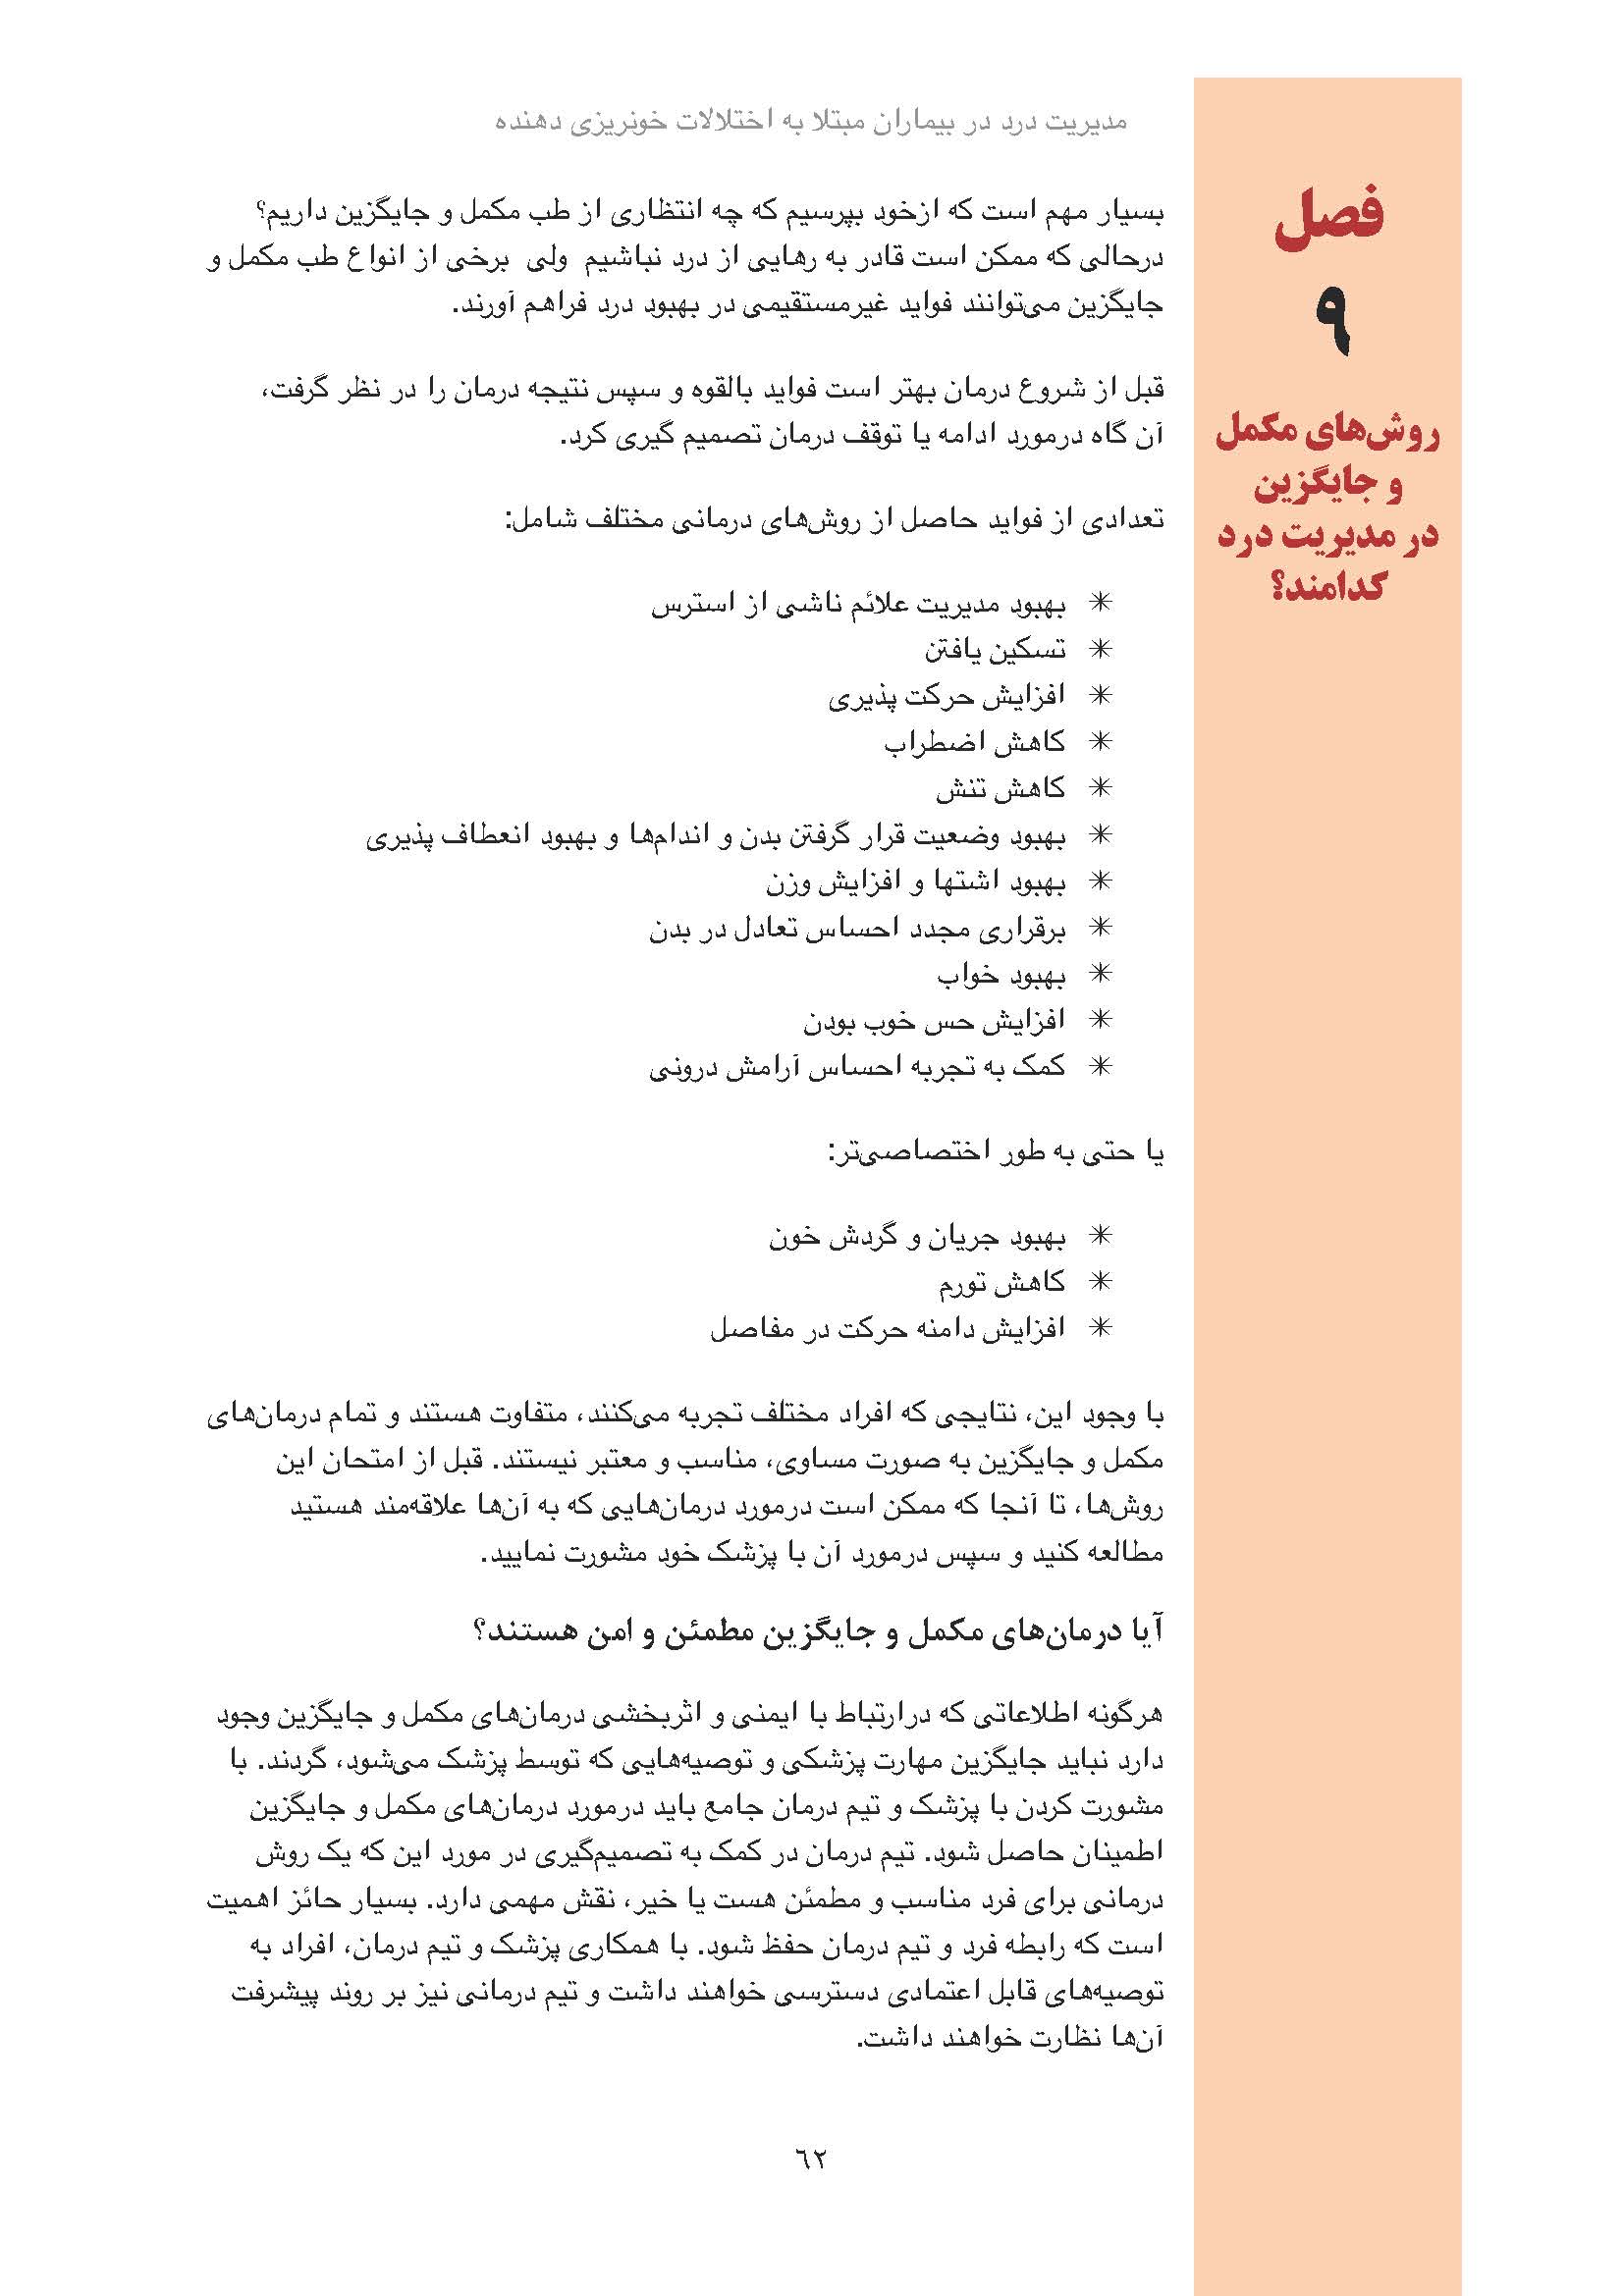 مدیریت درد در بیماران مبتلا به اختلالات خونریزی دهنده
فصل
۹
روش‌های مکمل
و جایگزین
در مدیریت درد
کدامند؟
بسیار مهم است که ازخود بپرسیم که چه انتظاری از طب مکمل و جایگزین داریم؟
درحالی که ممکن است قادر به رهایی از درد نباشیم ولی برخی از انواع طب مکمل و
جایگزین می‌توانند فواید غیرمستقیمی در بهبود درد فراهم آورند.
قبل از شروع درمان بهتر است فواید بالقوه و سپس نتیجه درمان را در نظر گرفت،
آن گاه درمورد ادامه یا توقف درمان تصمیم گیری کرد.
تعدادی از فواید حاصل از روش‌های درمانی مختلف شامل:
✳ بهبود مدیریت علائم ناشی از استرس
✳ تسکین یافتن
✳ افزایش حرکت پذیری
✳ کاهش اضطراب
✳ کاهش تنش
✳ بهبود وضعیت قرار گرفتن بدن و اندام‌ها و بهبود انعطاف پذیری
✳ بهبود اشتها و افزایش وزن
✳ برقراری مجدد احساس تعادل در بدن
✳ بهبود خواب
✳ افزایش حس خوب بودن
✳ کمک به تجربه احساس آرامش درونی
یا حتی به طور اختصاصی‌تر:
✳ بهبود جریان و گردش خون
✳ کاهش تورم
✳ افزایش دامنه حرکت در مفاصل
با وجود این، نتایجی که افراد مختلف تجربه می‌کنند، متفاوت هستند و تمام درمان‌های
مکمل و جایگزین به صورت مساوی، مناسب و معتبر نیستند. قبل از امتحان این
روش‌ها، تا آنجا که ممکن است درمورد درمان‌هایی که به آن‌ها علاقه‌مند هستید
مطالعه کنید و سپس درمورد آن با پزشک خود مشورت نمایید.
آیا درمان‌های مکمل و جایگزین مطمئن و امن هستند؟
هرگونه اطلاعاتی که درارتباط با ایمنی و اثربخشی درمان‌های مکمل و جایگزین وجود
دارد نباید جایگزین مهارت پزشکی و توصیه‌هایی که توسط پزشک می‌شود، گردند. با
مشورت کردن با پزشک و تیم درمان جامع باید درمورد درمان‌های مکمل و جایگزین
اطمینان حاصل شود. تیم درمان در کمک به تصمیم‌گیری در مورد این که یک روش
درمانی برای فرد مناسب و مطمئن هست یا خیر، نقش مهمی دارد. بسیار حائز اهمیت
است که رابطه فرد و تیم درمان حفظ شود. با همکاری پزشک و تیم درمان، افراد به
توصیه‌های قابل اعتمادی دسترسی خواهند داشت و تیم درمانی نیز بر روند پیشرفت
آن‌ها نظارت خواهند داشت.
٦٢